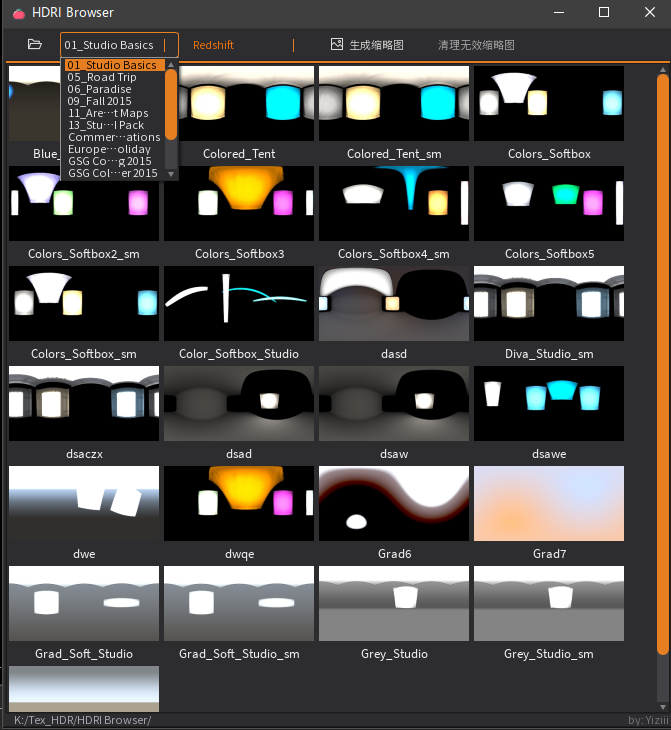 HDRI Browser
01_Studio Basics
Redshift
生成缩略图
清理无效缩略图
01_Studio Basics
05_Road Trip
06_Paradise
09_Fall 2015
11_Are···t Maps
13_Stu···l Pack
Commer···ations
Europe···oliday
GSG Co···g 2015
GSG Col···er 2015
Blue_
Colored_Tent
Colored_Tent_sm
Colors_Softbox
Colors_Softbox2_sm
Colors_Softbox3
Colors_Softbox4_sm
Colors_Softbox5
Colors_Softbox_sm
Color_Softbox_Studio
dasd
Diva_Studio_sm
dsaczx
dsad
dsaw
dsawe
dwe
dwqe
Grad6
Grad7
Grad_Soft_Studio
Grad_Soft_Studio_sm
Grey_Studio
Grey_Studio_sm
K:/Tex_HDR/HDRI Browser/
by: Yiziii